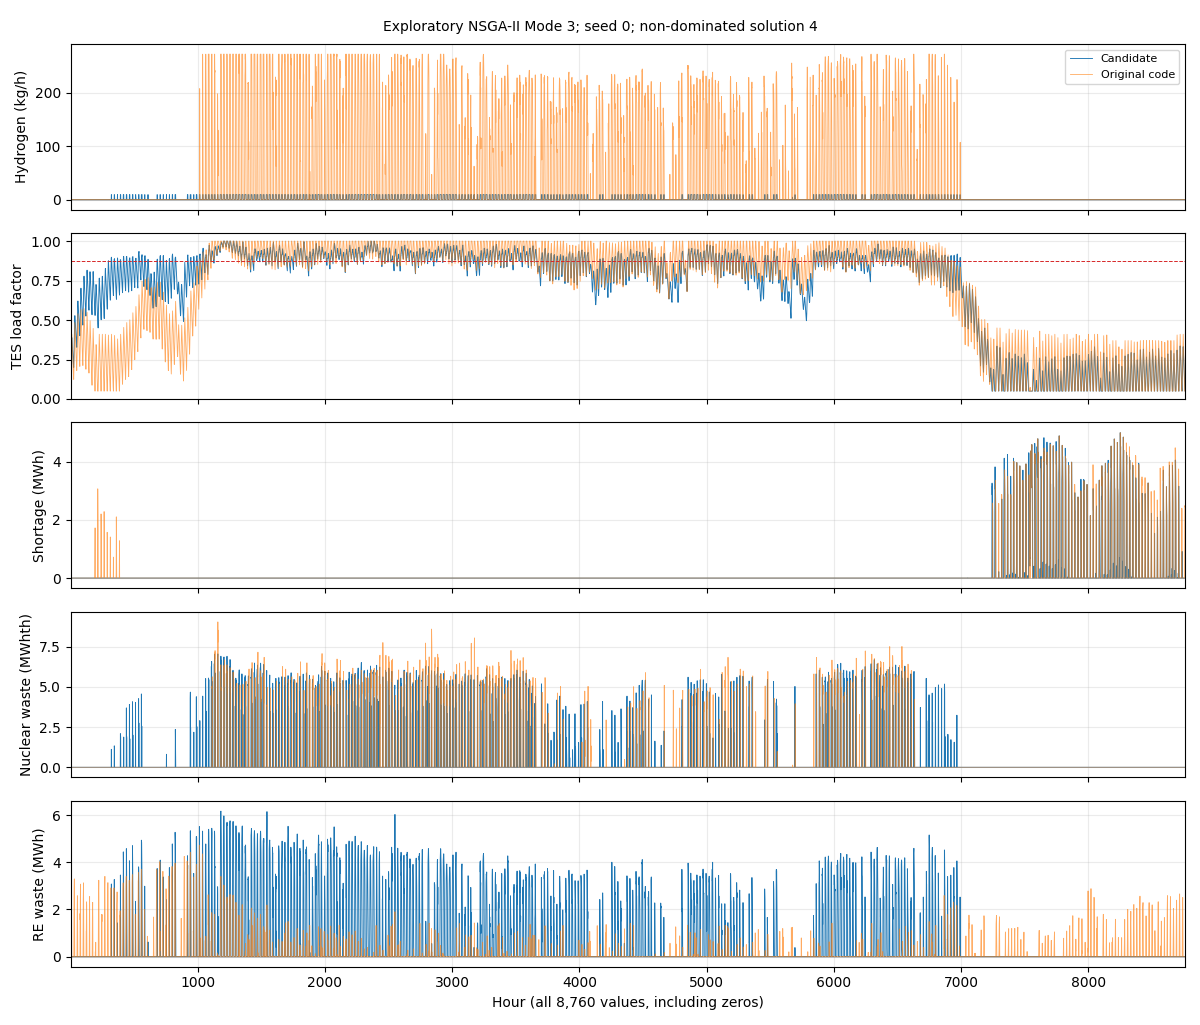 Exploratory NSGA-II Mode 3; seed 0; non-dominated solution 4
Hydrogen (kg/h)
200
100
0
Candidate
Original code
TES load factor
1.00
0.75
0.50
0.25
0.00
Shortage (MWh)
4
2
0
Nuclear waste (MWhth)
7.5
5.0
2.5
0.0
RE waste (MWh)
6
4
2
0
1000 2000 3000 4000 5000 6000 7000 8000
Hour (all 8,760 values, including zeros)